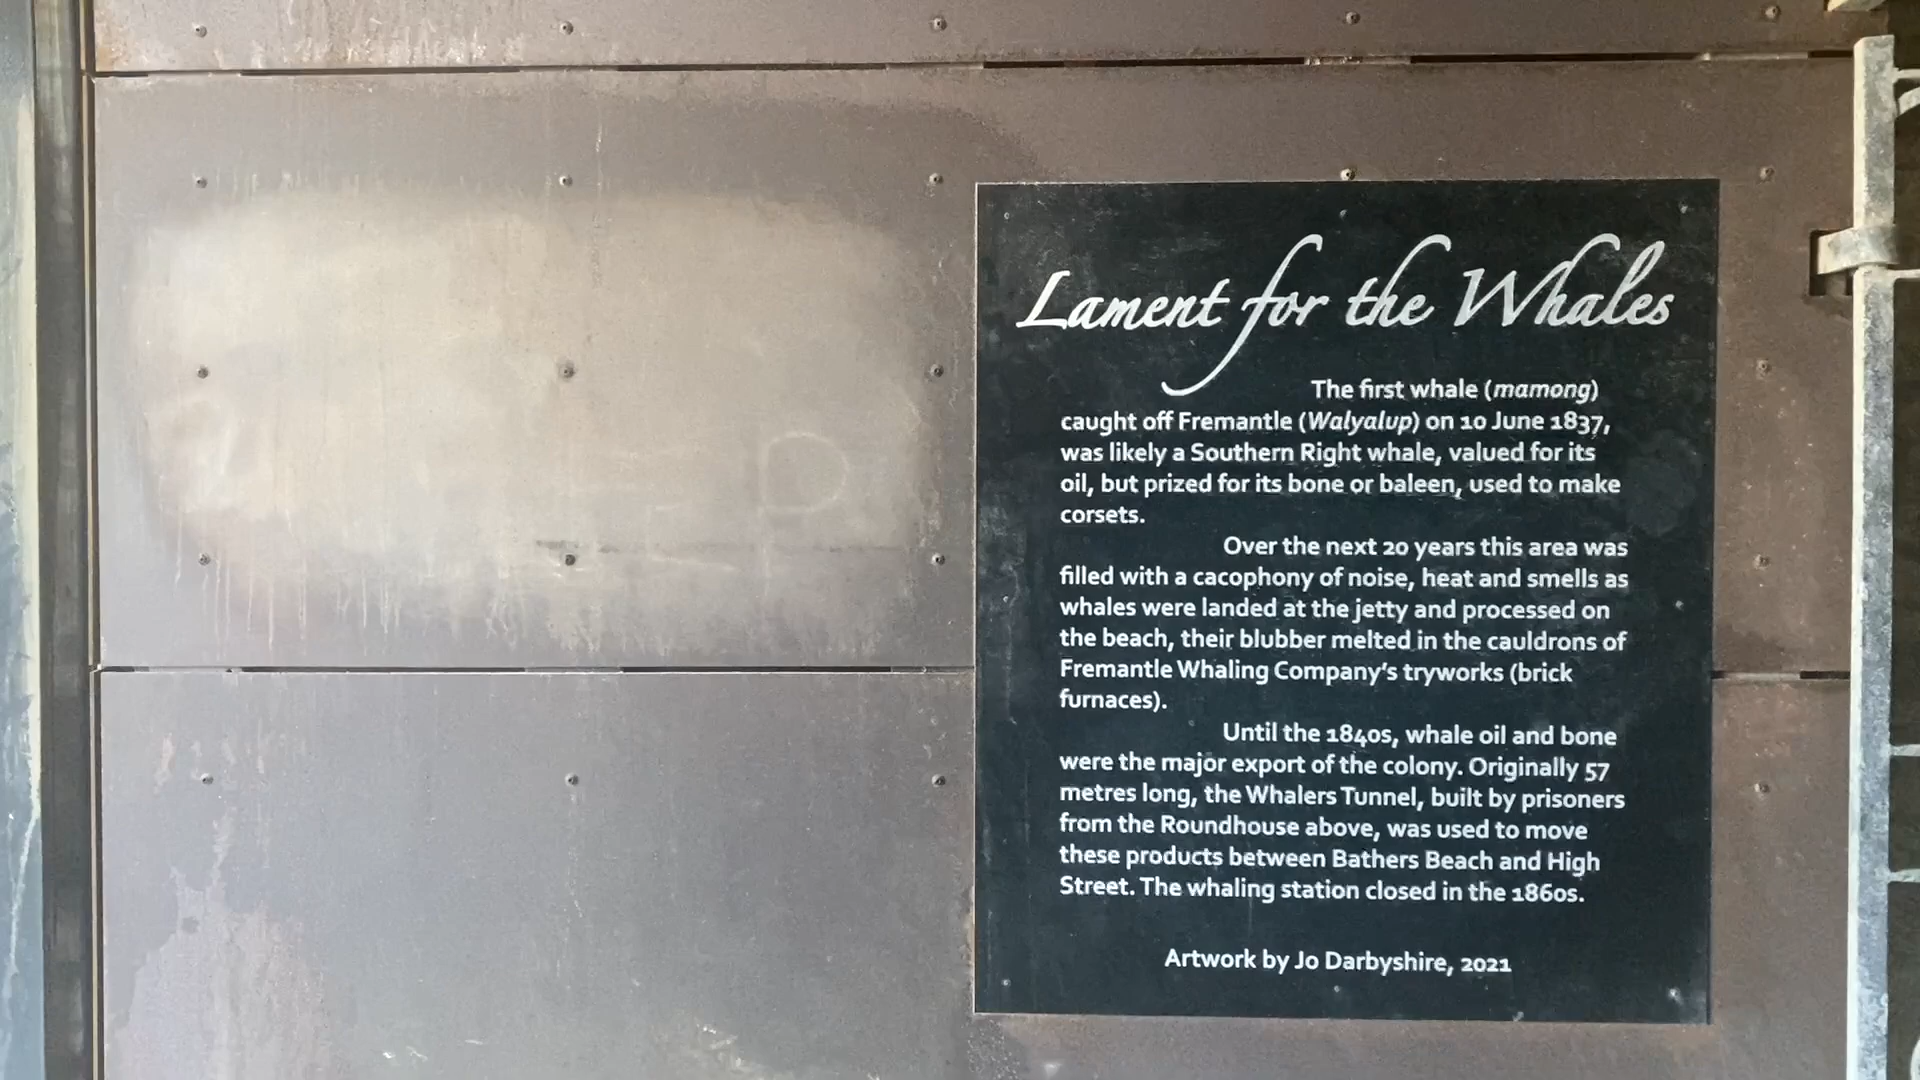 Lament for the Whales
The first whale (mamong)
caught off Fremantle (Walyalup) on 10 June 1837,
was likely a Southern Right whale, valued for its
oil, but prized for its bone or baleen, used to make
corsets.
Over the next 20 years this area was
filled with a cacophony of noise, heat and smells as
whales were landed at the jetty and processed on
the beach, their blubber melted in the cauldrons of
Fremantle Whaling Company's tryworks (brick
furnaces).
Until the 1840s, whale oil and bone
were the major export of the colony. Originally 57
metres long, the Whalers Tunnel, built by prisoners
from the Roundhouse above, was used to move
these products between Bathers Beach and High
Street. The whaling station closed in the 1860s.
Artwork by Jo Darbyshire, 2021